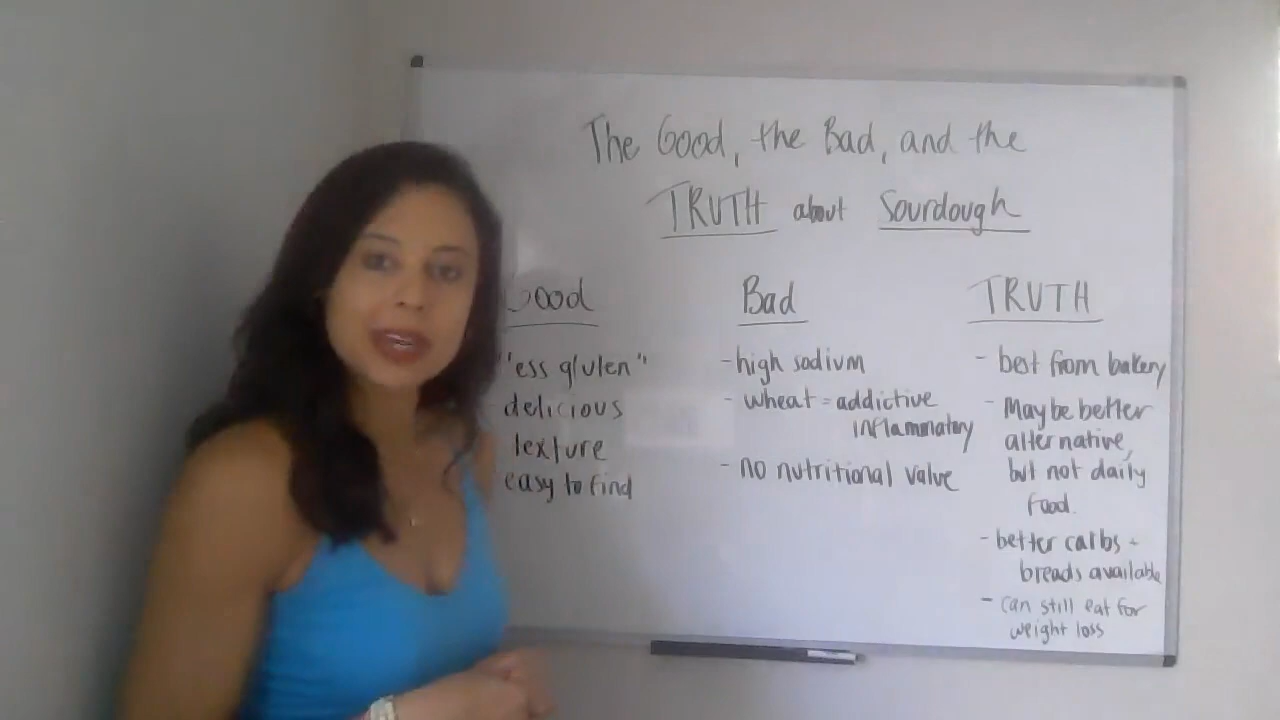 The Good, the Bad, and the
TRUTH about Sourdough
Good
"less gluten"
delicious
texture
easy to find
Bad
- high sodium
- wheat = addictive
inflammatory
- no nutritional value
TRUTH
- best from bakery
- Maybe better
alternative,
but not daily
food.
- better carbs +
breads available
- can still eat for
weight loss